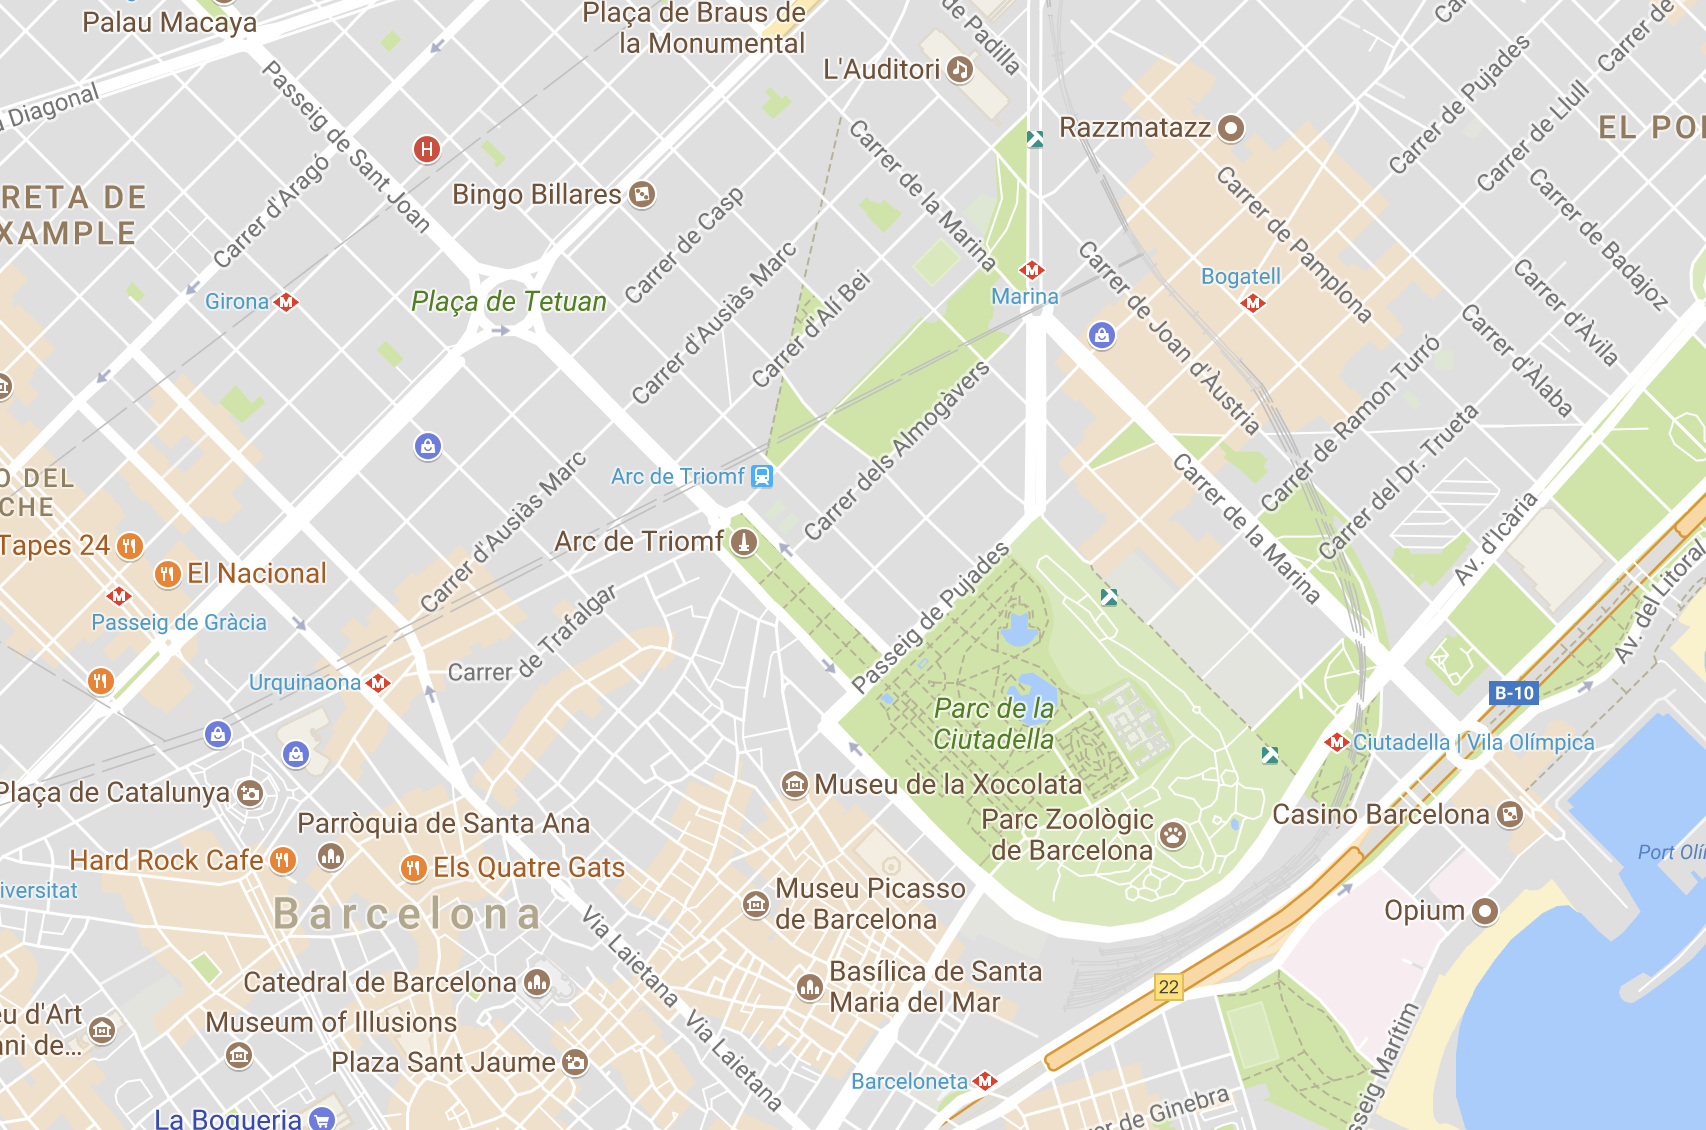 Palau Macaya
Plaça de Braus de
la Monumental
L'Auditori
Carrer de Padilla
Carrer de Pujades
Carrer de Llull
Carrer de
Diagonal
Passeig de Sant Joan
H
Razzmatazz
EL PO
RETA DE
XAMPLE
Carrer d'Aragó
Bingo Billares
Carrer de Casp
Carrer de la Marina
Carrer de Pamplona
Carrer de Badajoz
Girona
Plaça de Tetuan
Carrer d'Ausiàs Marc
Carrer d'Alí Bei
Marina
Carrer de Joan d'Àustria
Bogatell
Carrer d'Àvila
Carrer d'Àlaba
Carrer de Ramon Turró
Carrer del Dr. Trueta
Arc de Triomf
Carrer dels Almogàvers
Carrer de la Marina
Av. d'Icària
O DEL
CHE
Carrer d'Ausiàs Marc
Arc de Triomf
Tapes 24
El Nacional
Passeig de Gràcia
Carrer de Trafalgar
Passeig de Pujades
Av. del Litoral
Urquinaona
Parc de la
Ciutadella
B-10
Ciutadella | Vila Olímpica
Plaça de Catalunya
Museu de la Xocolata
Parròquia de Santa Ana
Parc Zoològic
de Barcelona
Casino Barcelona
Hard Rock Cafe
Els Quatre Gats
Port Olí
iversitat
Barcelona
Museu Picasso
de Barcelona
Opium
Via Laietana
Catedral de Barcelona
Basílica de Santa
Maria del Mar
22
eu d'Art
ni de...
Museum of Illusions
Via Laietana
Plaza Sant Jaume
Barceloneta
sseig Marítim
La Boqueria
er de Ginebra